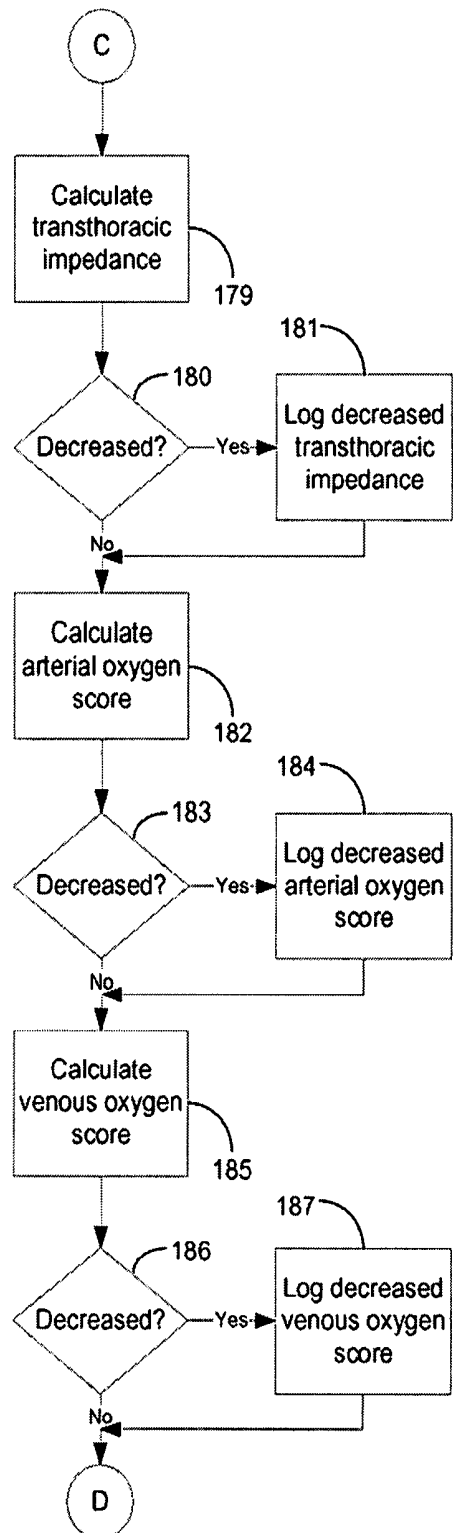 C
Calculate
transthoracic
impedance
179
180
181
Decreased?
Yes
Log decreased
transthoracic
impedance
No
Calculate
arterial oxygen
score
182
183
184
Decreased?
Yes
Log decreased
arterial oxygen
score
No
Calculate
venous oxygen
score
185
186
187
Decreased?
Yes
Log decreased
venous oxygen
score
No
D